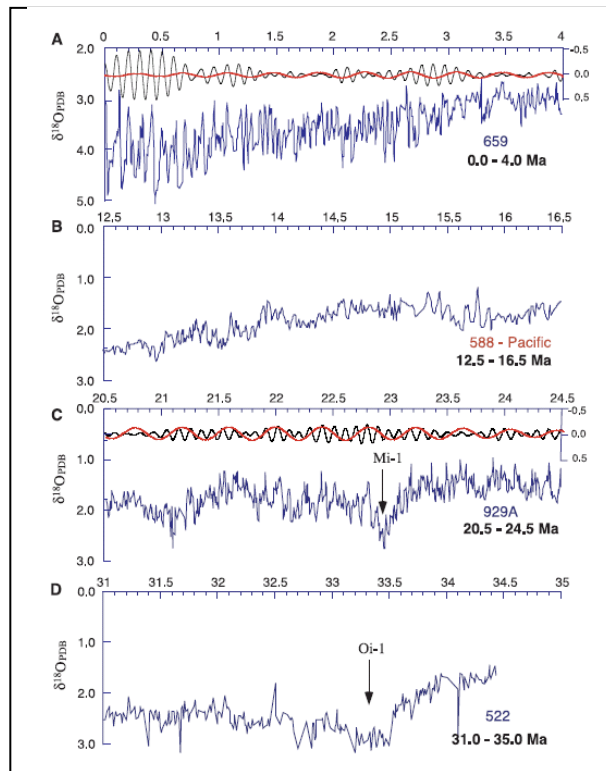 A
0 0.5 1 1.5 2 2.5 3 3.5 4
2.0 -0.5
0.0
3.0 0.5
δ18OPDB
4.0 659
0.0 - 4.0 Ma
5.0
12,5 13 13,5 14 14,5 15 15,5 16 16,5
B 0.0
1.0
δ18OPDB
2.0
588 - Pacific
12.5 - 16.5 Ma
3.0
20.5 21 21.5 22 22.5 23 23.5 24 24.5
C 0.0 -0.5
0.0
Mi-1 0.5
1.0
δ18OPDB
2.0 929A
20.5 - 24.5 Ma
3.0
31 31.5 32 32.5 33 33.5 34 34.5 35
D 0.0
1.0
Oi-1
δ18OPDB
2.0
522
31.0 - 35.0 Ma
3.0